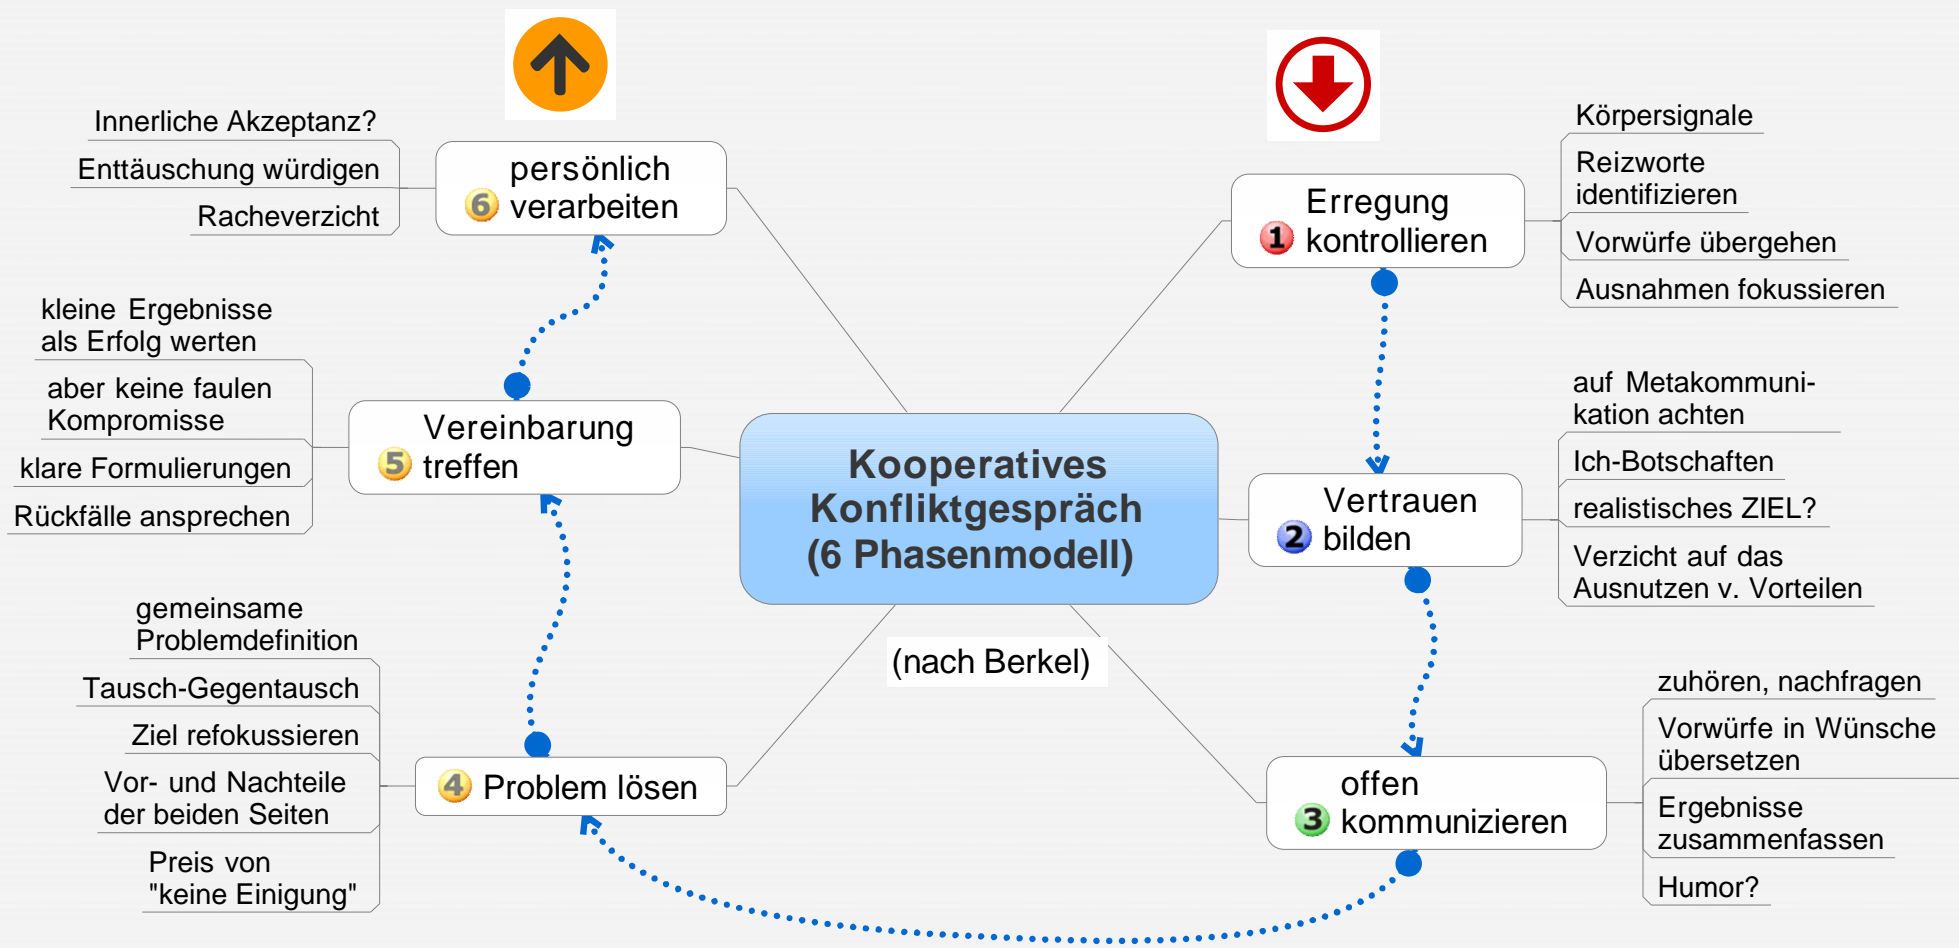 Kooperatives
Konfliktgespräch
(6 Phasenmodell)
(nach Berkel)
1
Erregung
kontrollieren
Körpersignale
Reizworte
identifizieren
Vorwürfe übergehen
Ausnahmen fokussieren
2
Vertrauen
bilden
auf Metakommuni-
kation achten
Ich-Botschaften
realistisches ZIEL?
Verzicht auf das
Ausnutzen v. Vorteilen
3
offen
kommunizieren
zuhören, nachfragen
Vorwürfe in Wünsche
übersetzen
Ergebnisse
zusammenfassen
Humor?
4 Problem lösen
gemeinsame
Problemdefinition
Tausch-Gegentausch
Ziel refokussieren
Vor- und Nachteile
der beiden Seiten
Preis von
"keine Einigung"
5
Vereinbarung
treffen
kleine Ergebnisse
als Erfolg werten
aber keine faulen
Kompromisse
klare Formulierungen
Rückfälle ansprechen
6
persönlich
verarbeiten
Innerliche Akzeptanz?
Enttäuschung würdigen
Racheverzicht